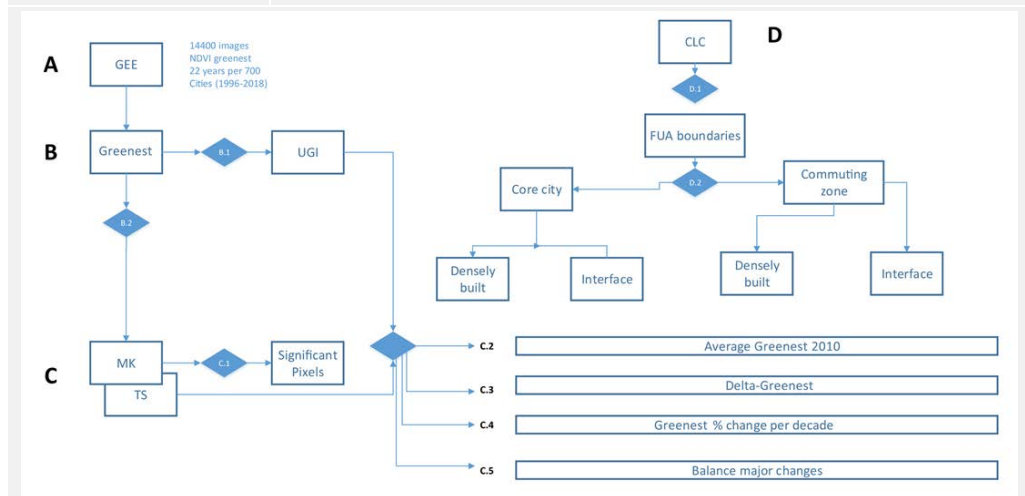 A
GEE
14400 images
NDVI greenest
22 years per 700
Cities (1996-2018)
B
Greenest
B.1
UGI
B.2
C
MK
TS
C.1
Significant
Pixels
D
CLC
D.1
FUA boundaries
D.2
Core city
Commuting
zone
Densely
built
Interface
Densely
built
Interface
C.2
Average Greenest 2010
C.3
Delta-Greenest
C.4
Greenest % change per decade
C.5
Balance major changes